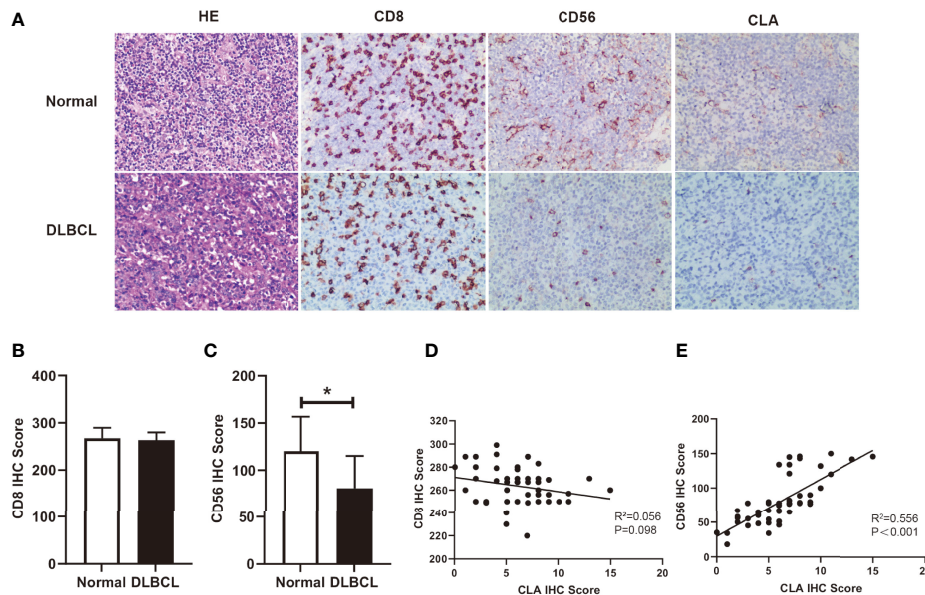 A
HE
CD8
CD56
CLA
Normal
DLBCL
B
CD8 IHC Score
400
300
200
100
0
Normal DLBCL
C
CD56 IHC Score
200
150
100
50
0
*
Normal DLBCL
D
CD8 IHC Score
320
300
280
260
240
220
200
0
5
10
15
20
R²=0.056
P=0.098
CLA IHC Score
E
CD56 IHC Score
200
150
100
50
0
0
5
10
15
20
R²=0.556
P<0.001
CLA IHC Score